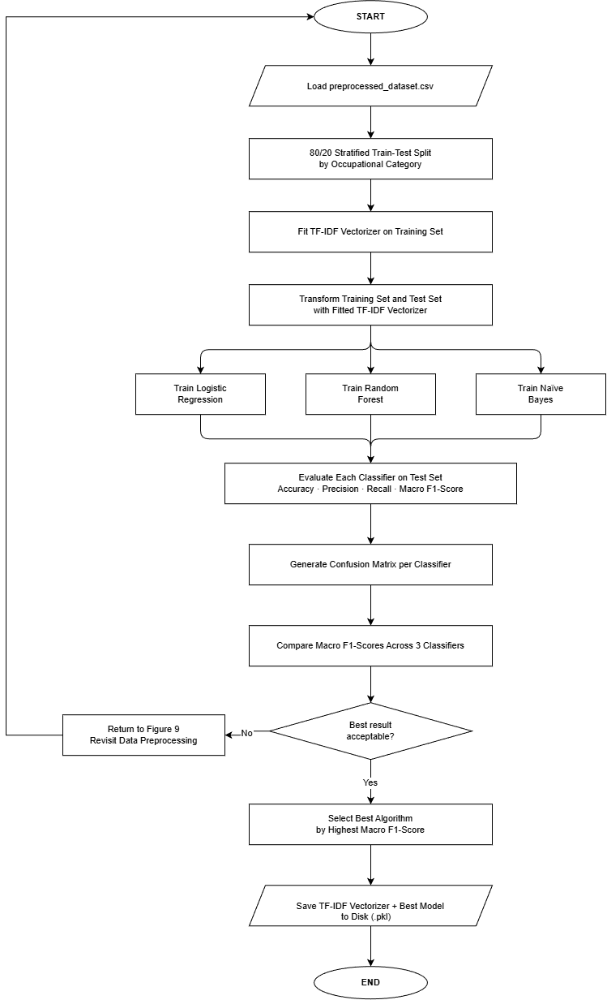 START
Load preprocessed_dataset.csv
80/20 Stratified Train-Test Split
by Occupational Category
Fit TF-IDF Vectorizer on Training Set
Transform Training Set and Test Set
with Fitted TF-IDF Vectorizer
Train Logistic
Regression
Train Random
Forest
Train Naïve
Bayes
Evaluate Each Classifier on Test Set
Accuracy · Precision · Recall · Macro F1-Score
Generate Confusion Matrix per Classifier
Compare Macro F1-Scores Across 3 Classifiers
Best result
acceptable?
No
Return to Figure 9
Revisit Data Preprocessing
Yes
Select Best Algorithm
by Highest Macro F1-Score
Save TF-IDF Vectorizer + Best Model
to Disk (.pkl)
END